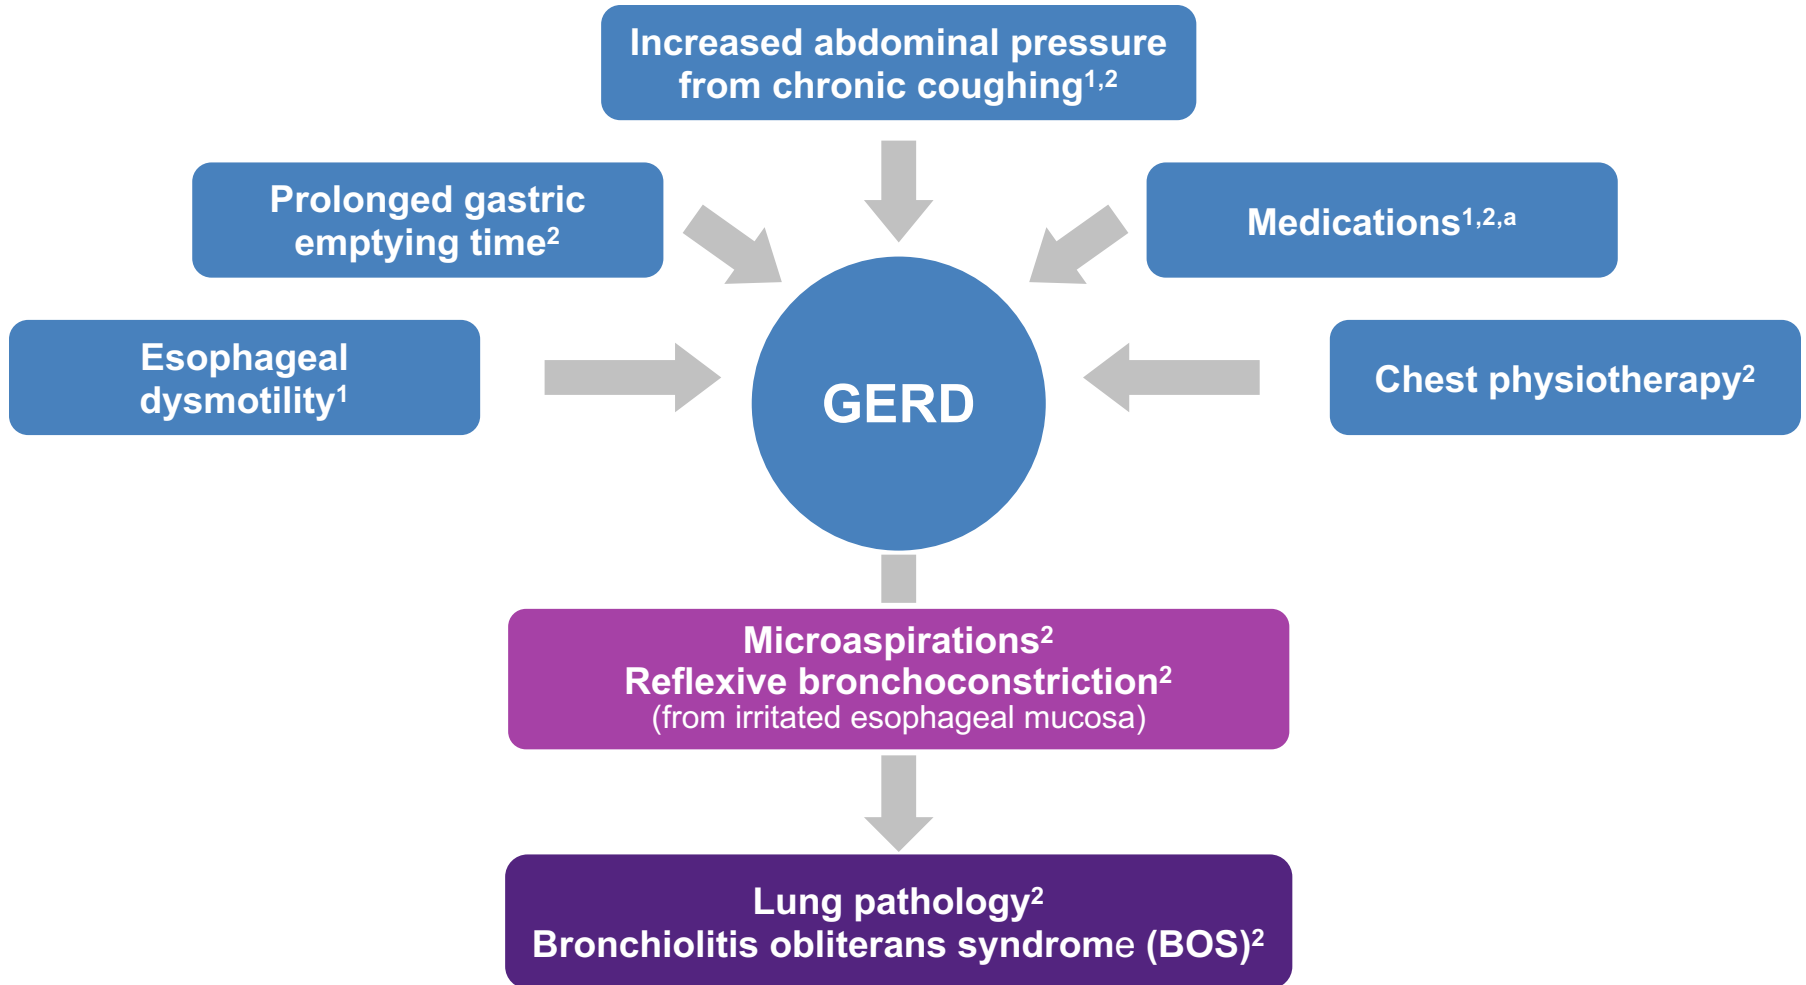 Increased abdominal pressure
from chronic coughing1,2
Prolonged gastric
emptying time2
Medications1,2,a
Esophageal
dysmotility1
Chest physiotherapy2
GERD
Microaspirations2
Reflexive bronchoconstriction2
(from irritated esophageal mucosa)
Lung pathology2
Bronchiolitis obliterans syndrome (BOS)2